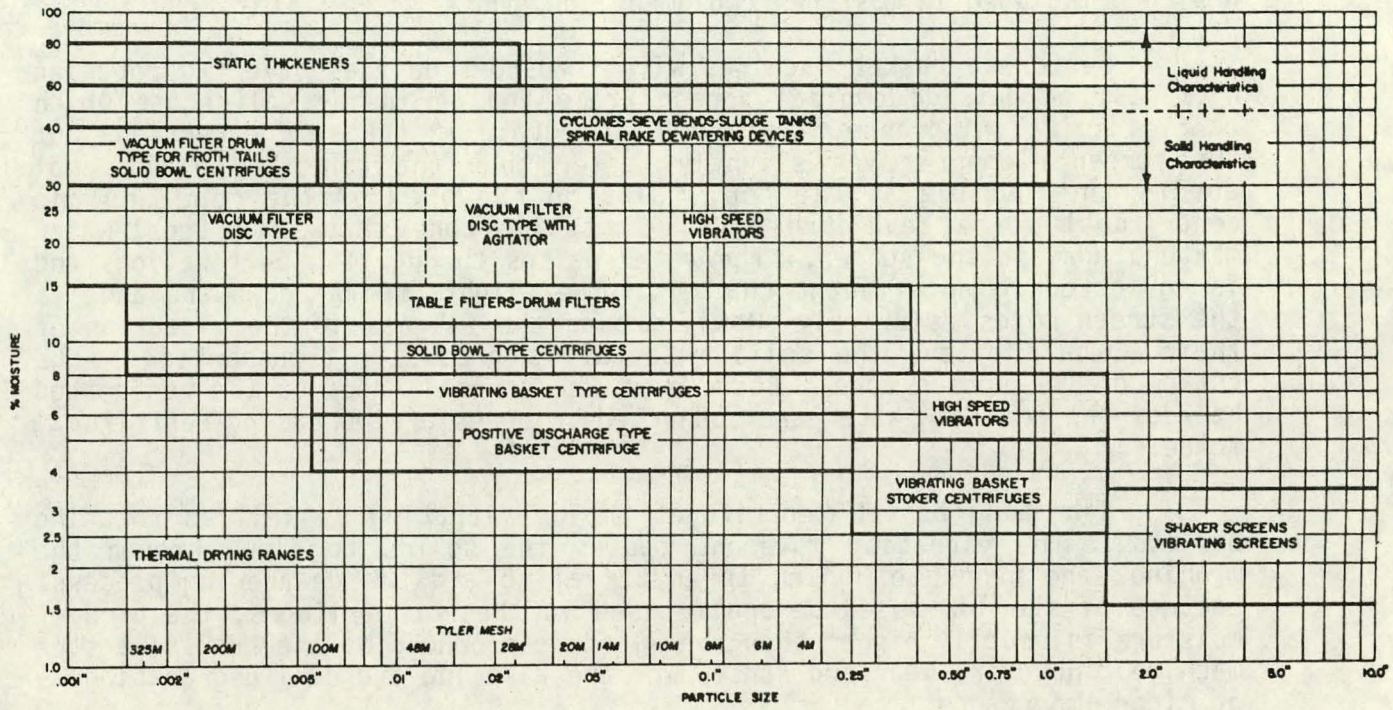 100
80
60
40
30
25
20
15
10
8
6
4
3
2.5
2
1.5
1.0
% MOISTURE
STATIC THICKENERS
CYCLONES-SIEVE BENDS-SLUDGE TANKS
SPIRAL RAKE DEWATERING DEVICES
Liquid Handling
Characteristics
Solid Handling
Characteristics
VACUUM FILTER DRUM
TYPE FOR FROTH TAILS
SOLID BOWL CENTRIFUGES
VACUUM FILTER
DISC TYPE
VACUUM FILTER
DISC TYPE WITH
AGITATOR
HIGH SPEED
VIBRATORS
TABLE FILTERS-DRUM FILTERS
SOLID BOWL TYPE CENTRIFUGES
VIBRATING BASKET TYPE CENTRIFUGES
HIGH SPEED
VIBRATORS
POSITIVE DISCHARGE TYPE
BASKET CENTRIFUGE
VIBRATING BASKET
STOKER CENTRIFUGES
SHAKER SCREENS
VIBRATING SCREENS
THERMAL DRYING RANGES
TYLER MESH
325M 200M 100M 48M 28M 20M 14M 10M 8M 6M 4M
.001" .002" .005" .01" .02" .05" 0.1" 0.25" 0.50" 0.75" 1.0" 2.0" 5.0" 10.0"
PARTICLE SIZE